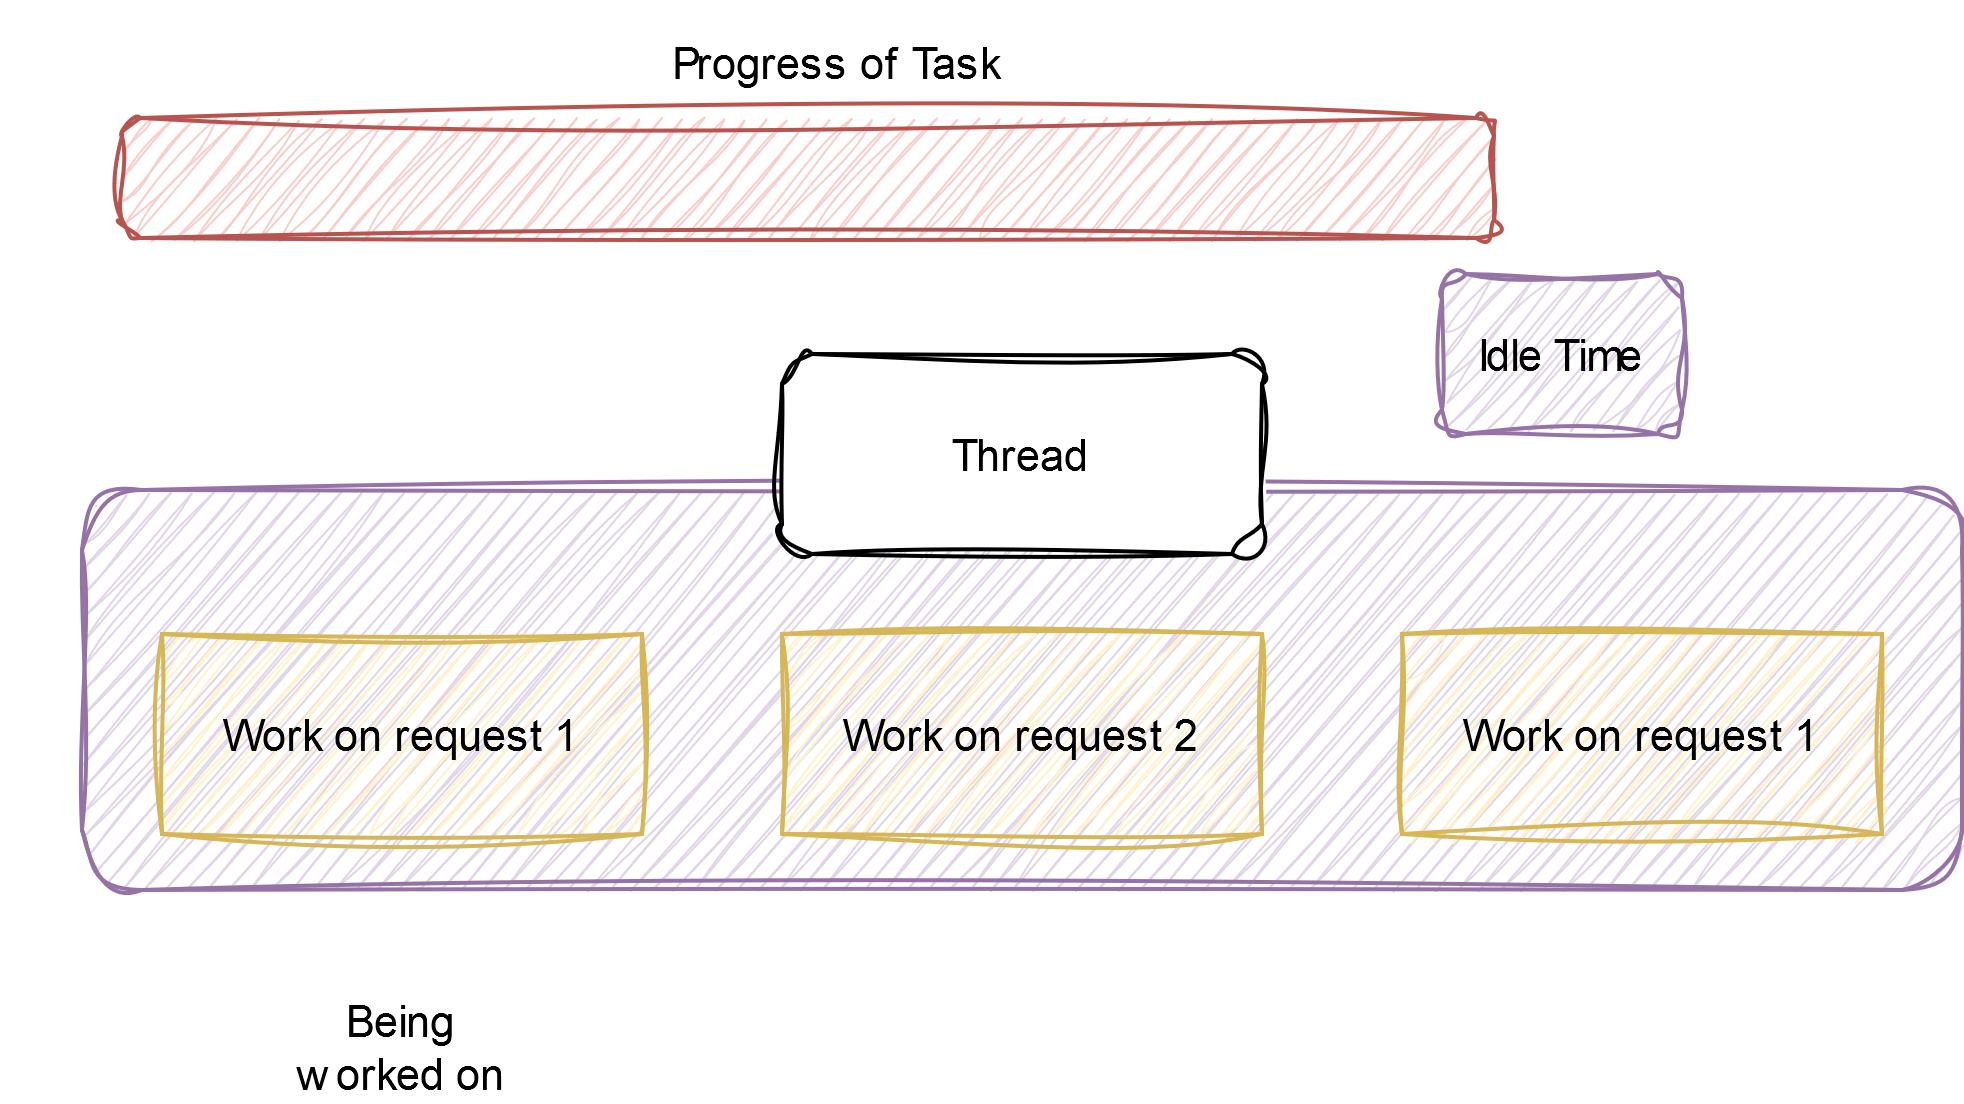 Progress of Task
Idle Time
Thread
Work on request 1
Work on request 2
Work on request 1
Being
worked on